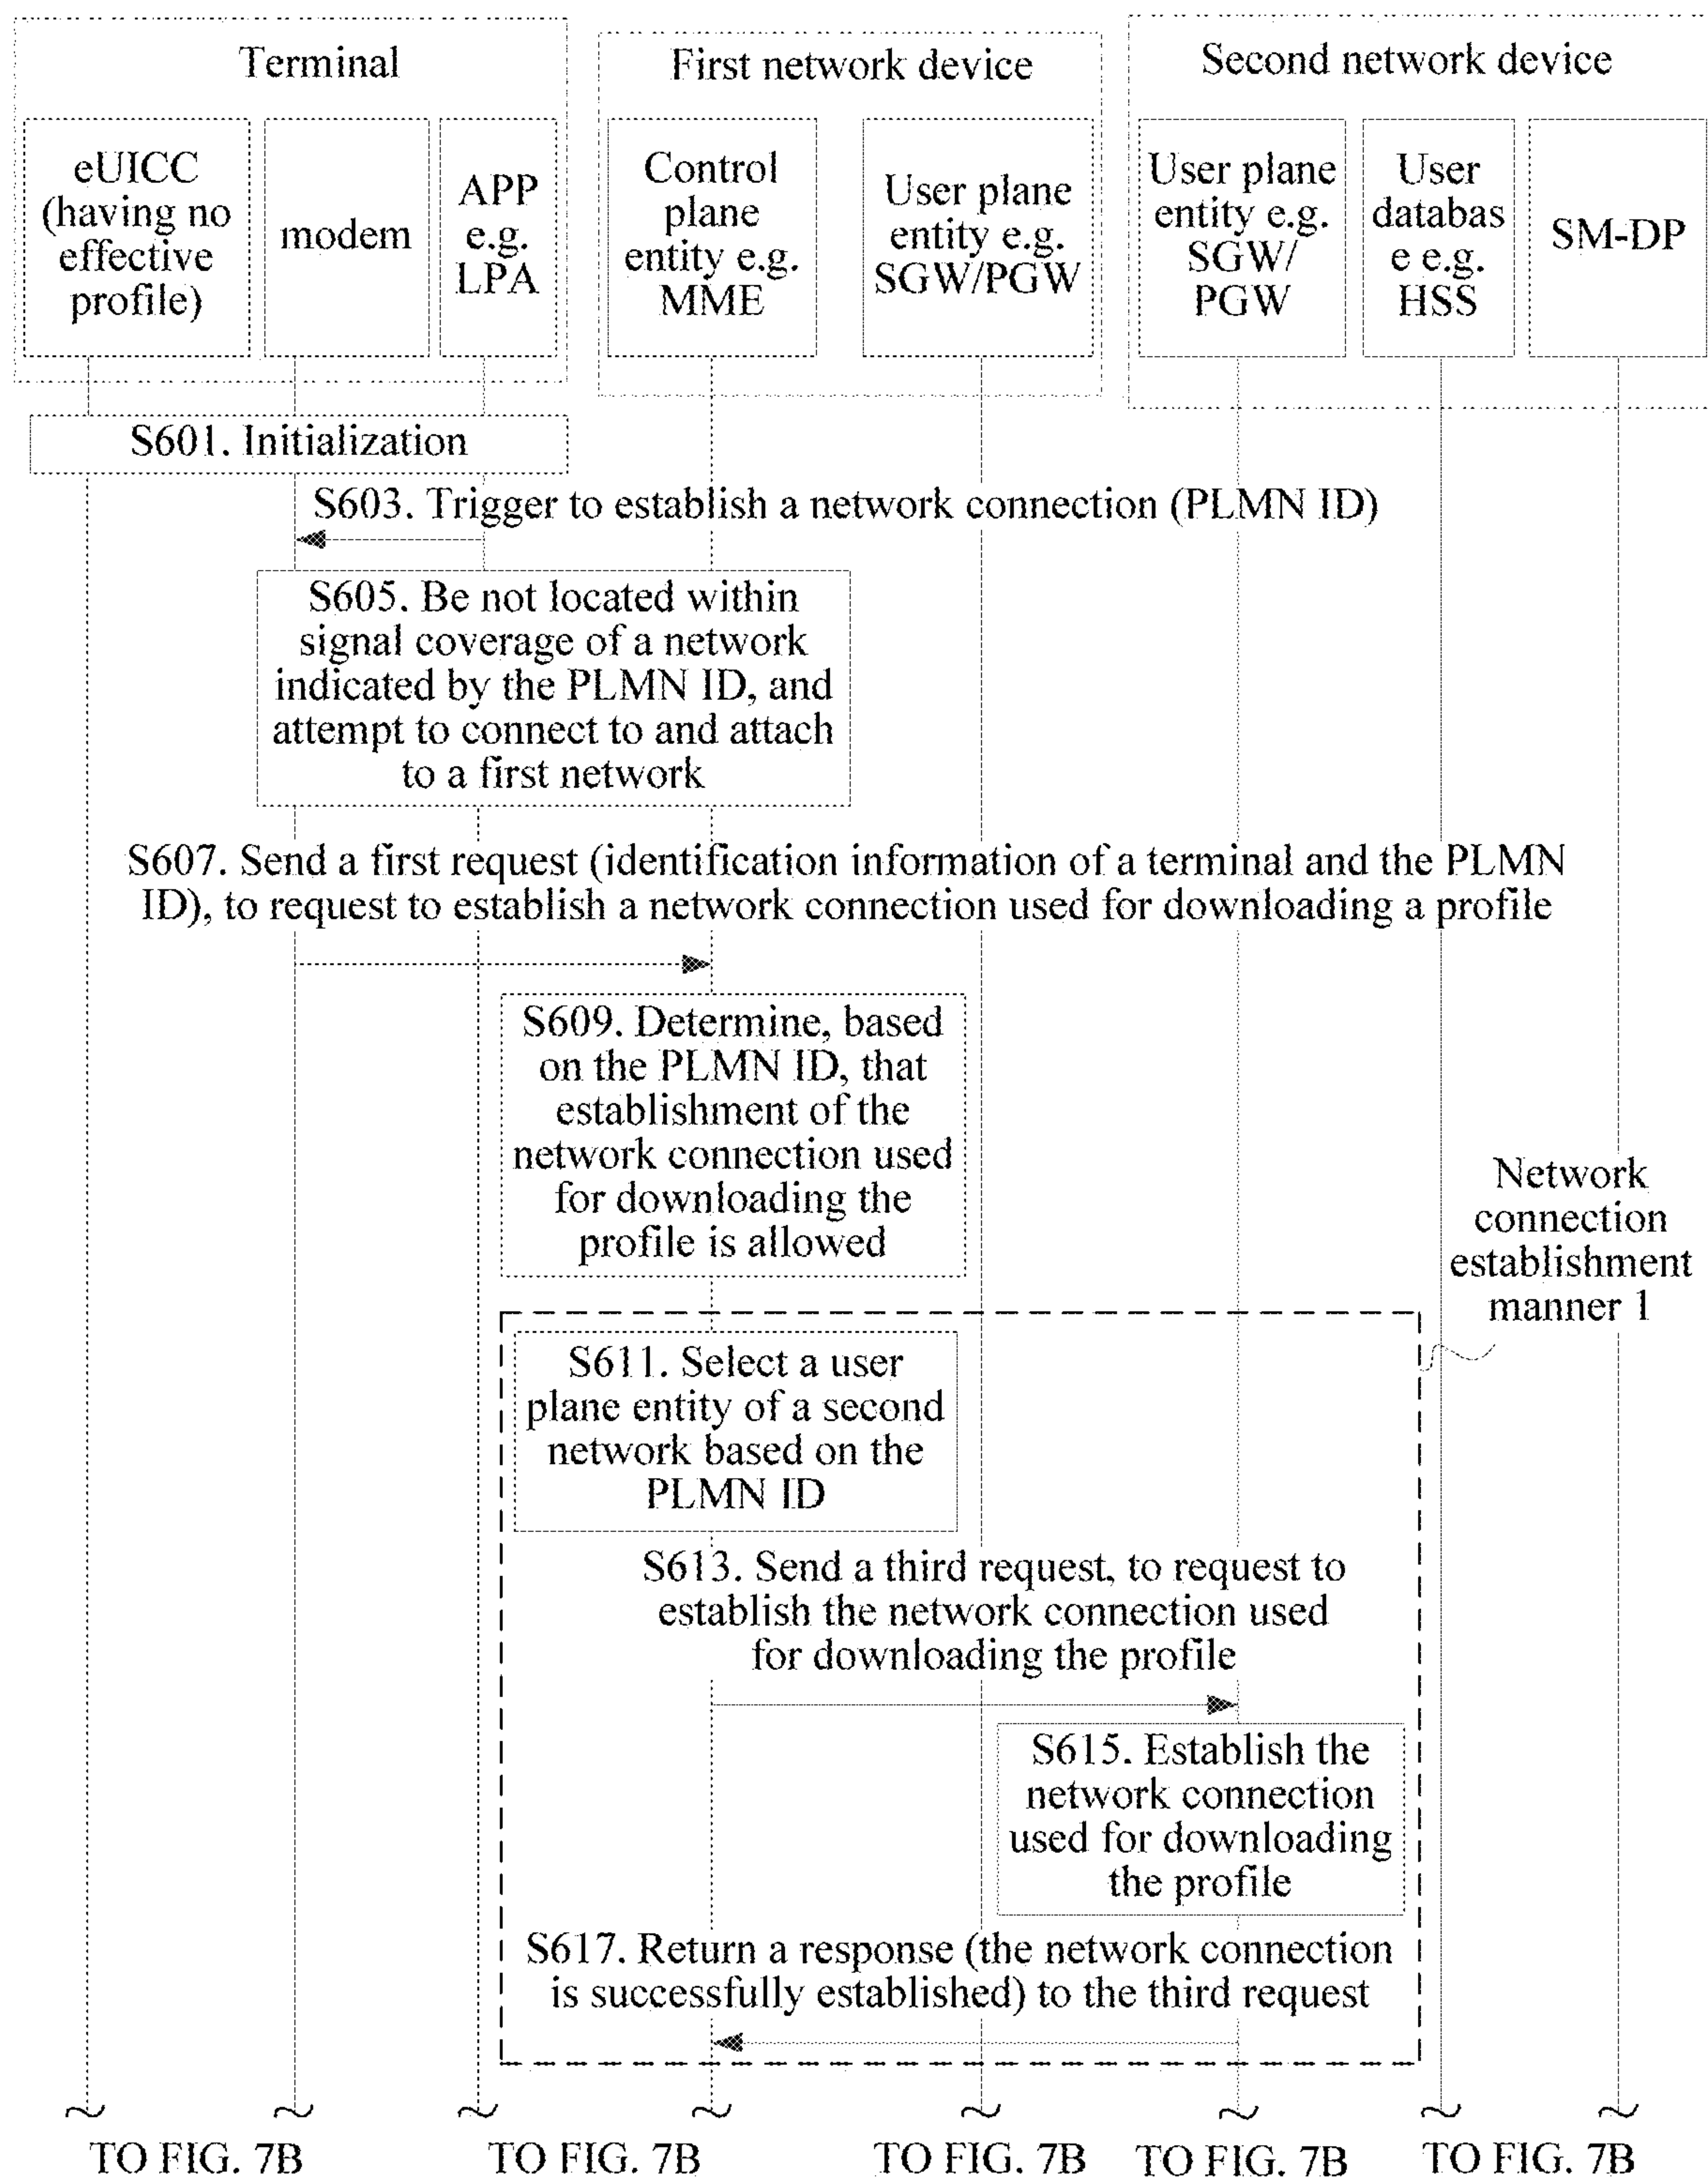 Terminal
First network device
Second network device
eUICC
(having no
effective
profile)
modem
APP
e.g.
LPA
Control
plane
entity e.g.
MME
User plane
entity e.g.
SGW/PGW
User plane
entity e.g.
SGW/
PGW
User
databas
e e.g.
HSS
SM-DP
S601. Initialization
S603. Trigger to establish a network connection (PLMN ID)
S605. Be not located within
signal coverage of a network
indicated by the PLMN ID, and
attempt to connect to and attach
to a first network
S607. Send a first request (identification information of a terminal and the PLMN
ID), to request to establish a network connection used for downloading a profile
S609. Determine, based
on the PLMN ID, that
establishment of the
network connection used
for downloading the
profile is allowed
Network
connection
establishment
manner 1
S611. Select a user
plane entity of a second
network based on the
PLMN ID
S613. Send a third request, to request to
establish the network connection used
for downloading the profile
S615. Establish the
network connection
used for downloading
the profile
S617. Return a response (the network connection
is successfully established) to the third request
TO FIG. 7B
TO FIG. 7B
TO FIG. 7B
TO FIG. 7B
TO FIG. 7B